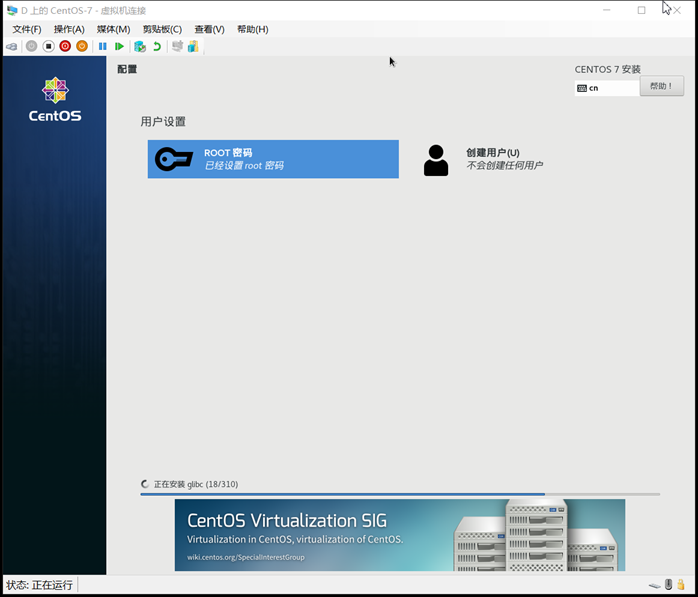 D 上的 CentOS-7 - 虚拟机连接
文件(F) 操作(A) 媒体(M) 剪贴板(C) 查看(V) 帮助(H)
CentOS
配置
CENTOS 7 安装
cn
帮助！
用户设置
ROOT 密码
已经设置 root 密码
创建用户(U)
不会创建任何用户
正在安装 glibc (18/310)
CentOS Virtualization SIG
Virtualization in CentOS, virtualization of CentOS.
wiki.centos.org/SpecialInterestGroup
状态: 正在运行